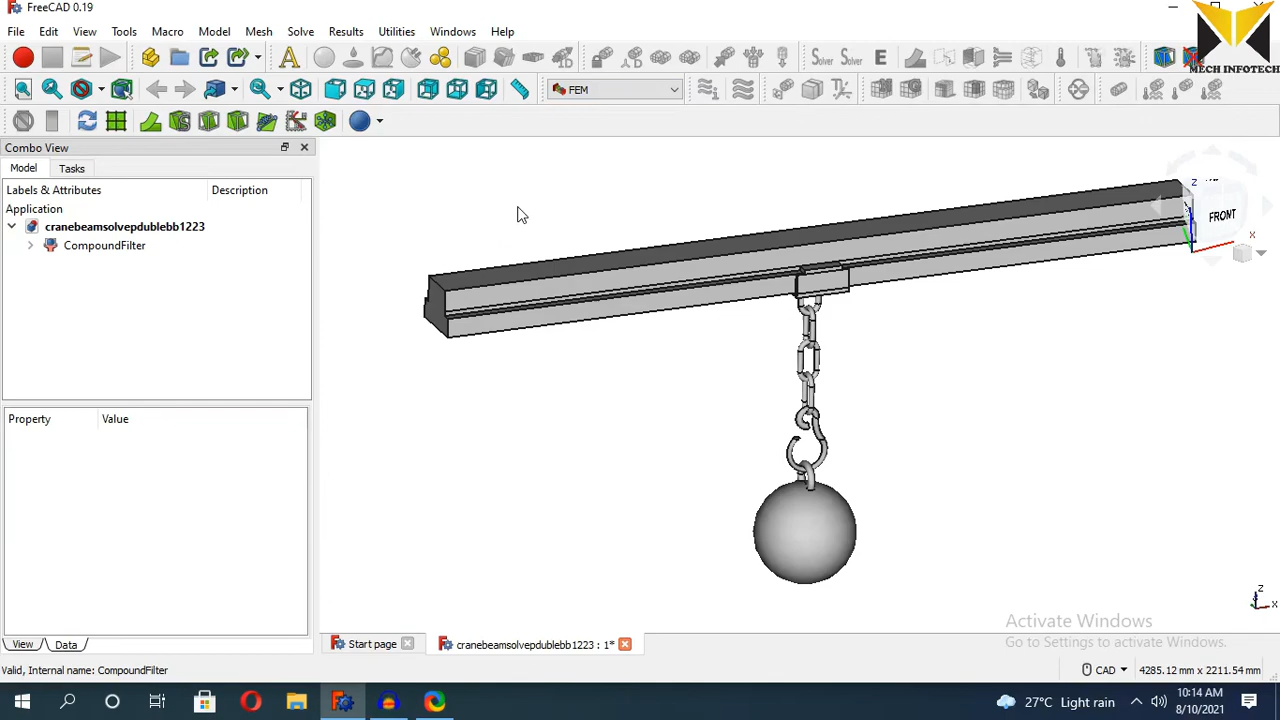 FreeCAD 0.19
File Edit View Tools Macro Model Mesh Solve Results Utilities Windows Help
MECH INFOTECH
Solver Solver E
FEM
Combo View
Model Tasks
Labels & Attributes Description
Application
cranebeamsolvepdublebb1223
CompoundFilter
Property Value
View Data
Z
FRONT
X
Z
X
Activate Windows
Go to Settings to activate Windows.
Start page cranebeamsolvepdublebb1223 : 1*
Valid, Internal name: CompoundFilter
CAD 4285.12 mm x 2211.54 mm
27°C Light rain
10:14 AM
8/10/2021